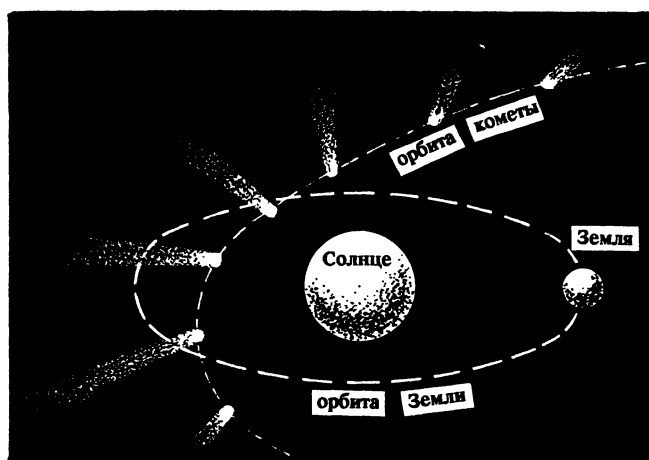 орбита кометы
Земля
Солнце
орбита Земли